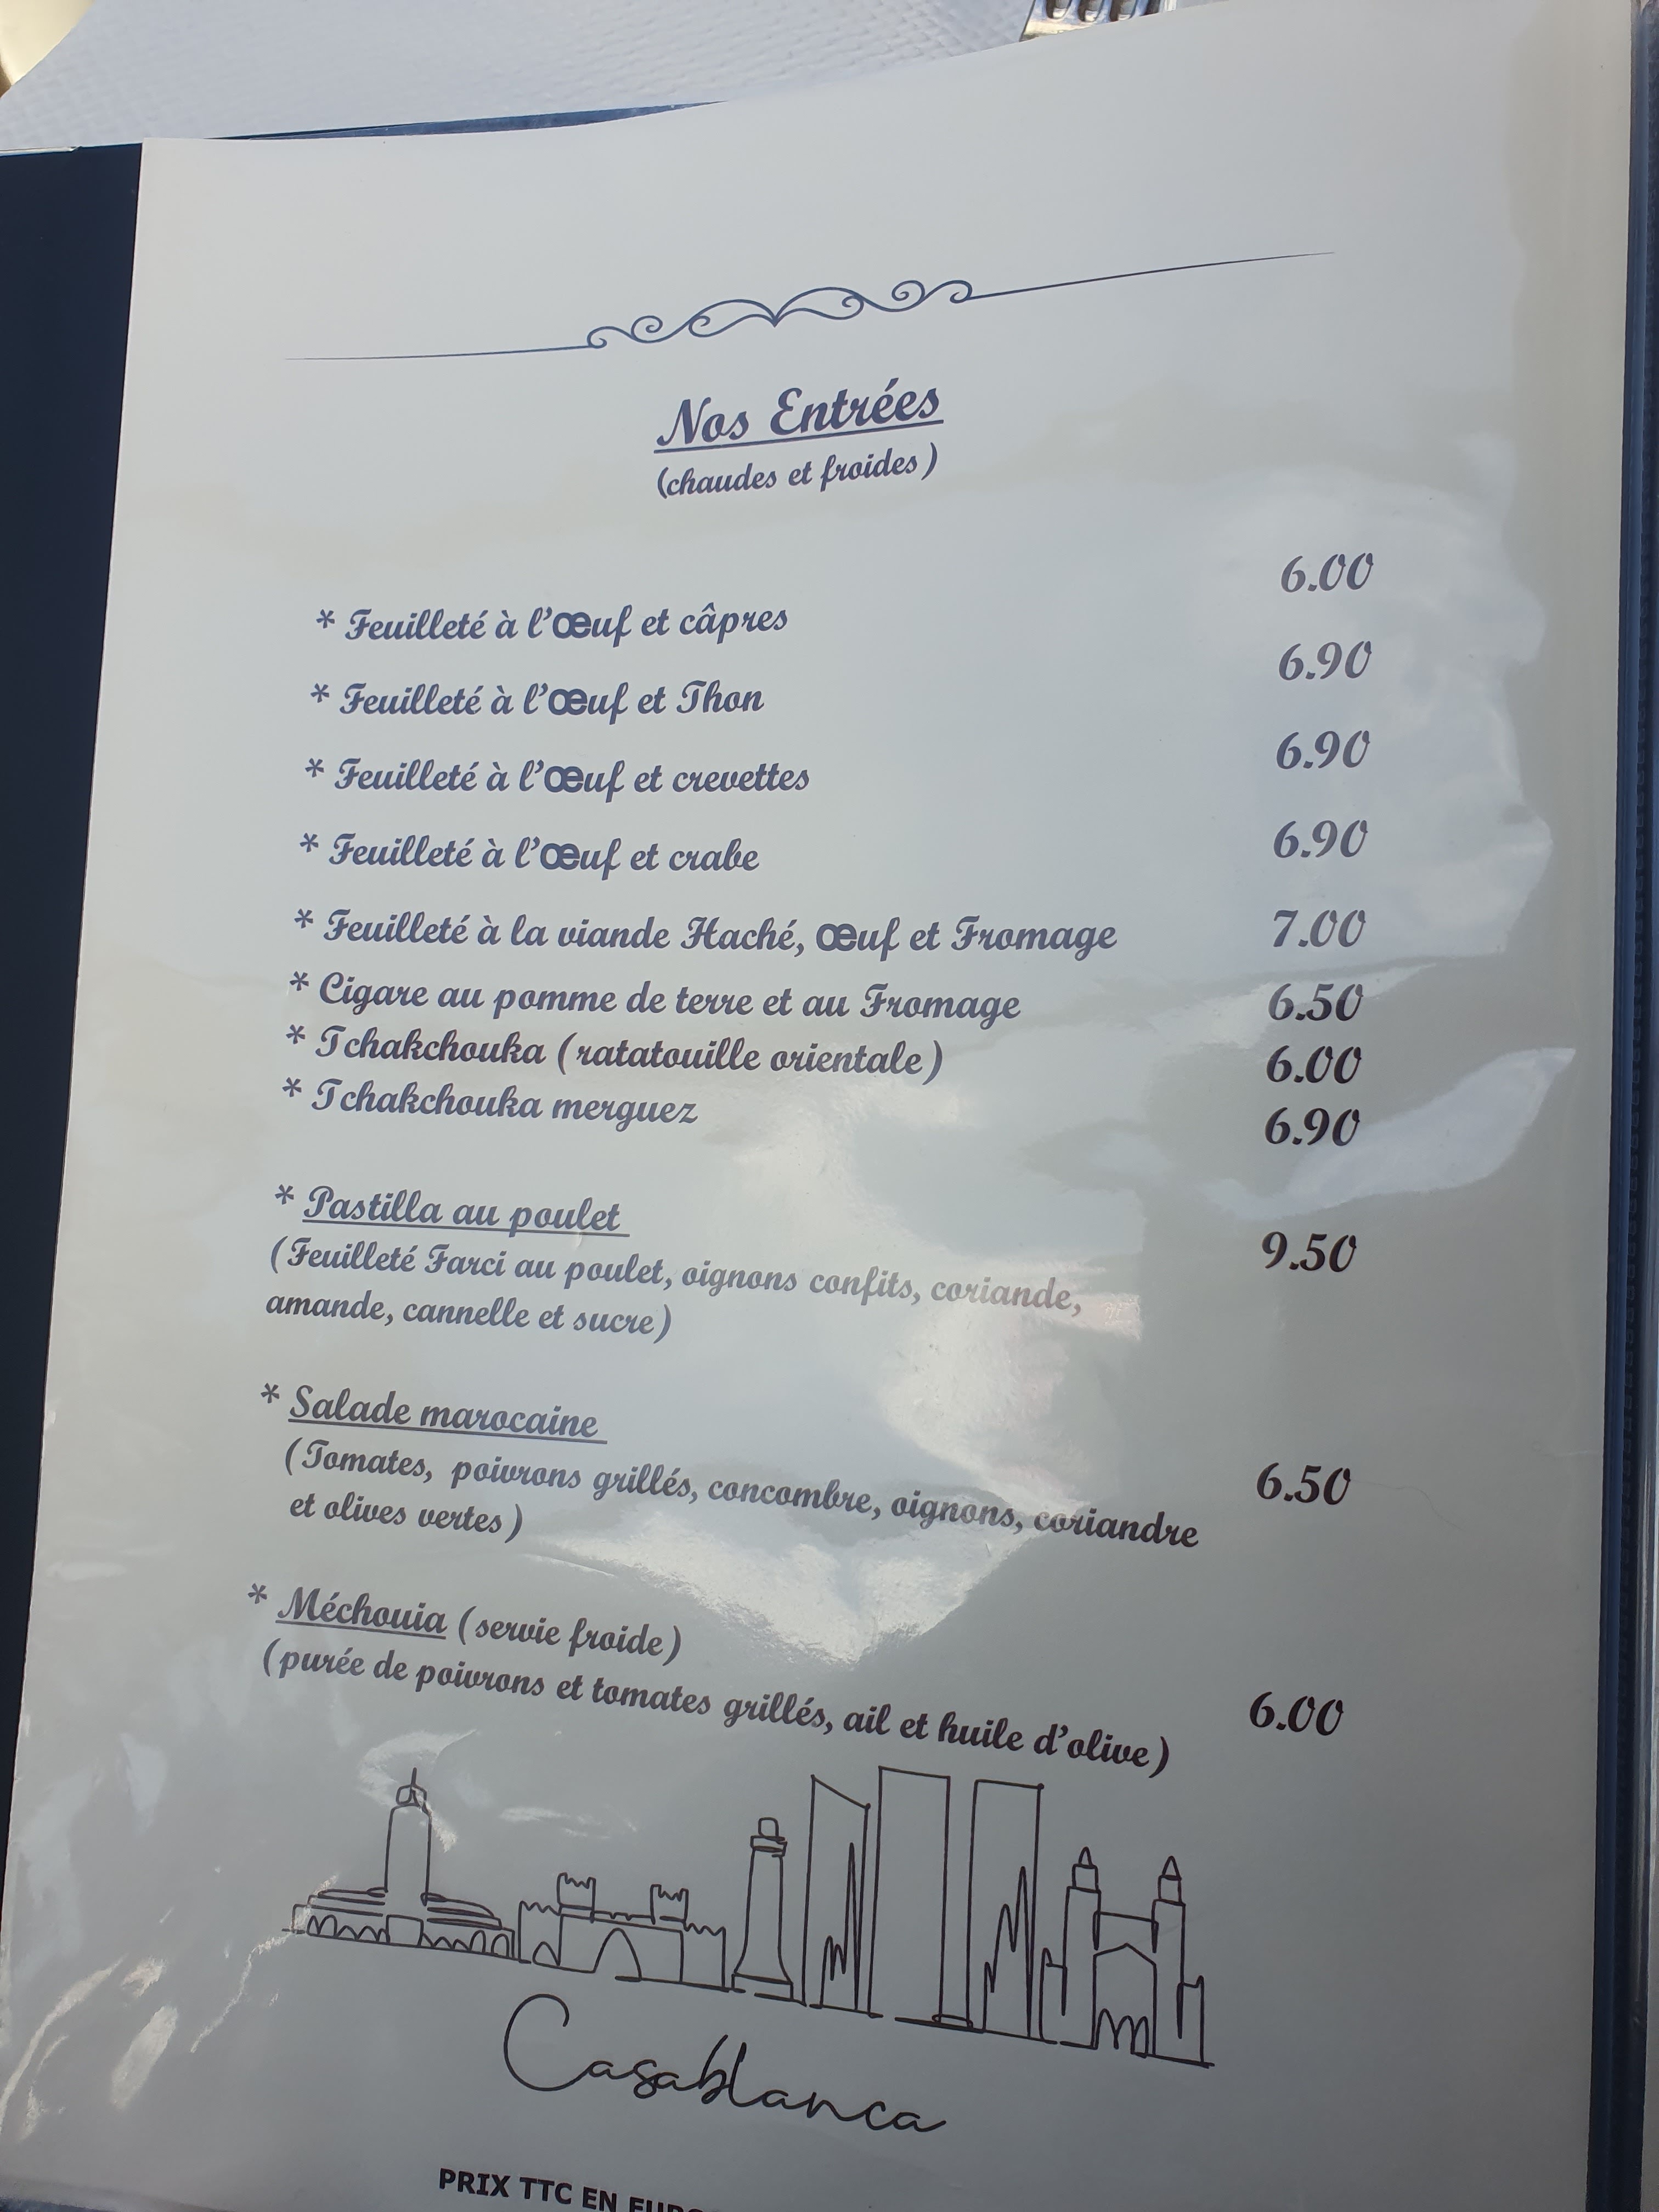 Nos Entrées
(chaudes et froides)
* Feuilleté à l'œuf et câpres 6.00
* Feuilleté à l'œuf et Thon 6.90
* Feuilleté à l'œuf et crevettes 6.90
* Feuilleté à l'œuf et crabe 6.90
* Feuilleté à la viande Haché, œuf et Fromage 7.00
* Cigare au pomme de terre et au Fromage 6.50
* Tchakchouka (ratatouille orientale) 6.00
* Tchakchouka merguez 6.90
* Pastilla au poulet 9.50
(Feuilleté Farci au poulet, oignons confits, coriande,
amande, cannelle et sucre)
* Salade marocaine
(Tomates, poivrons grillés, concombre, oignons, coriandre 6.50
et olives vertes)
* Méchouia (servie froide)
(purée de poivrons et tomates grillés, ail et huile d'olive) 6.00
Casablanca
PRIX TTC EN EURO